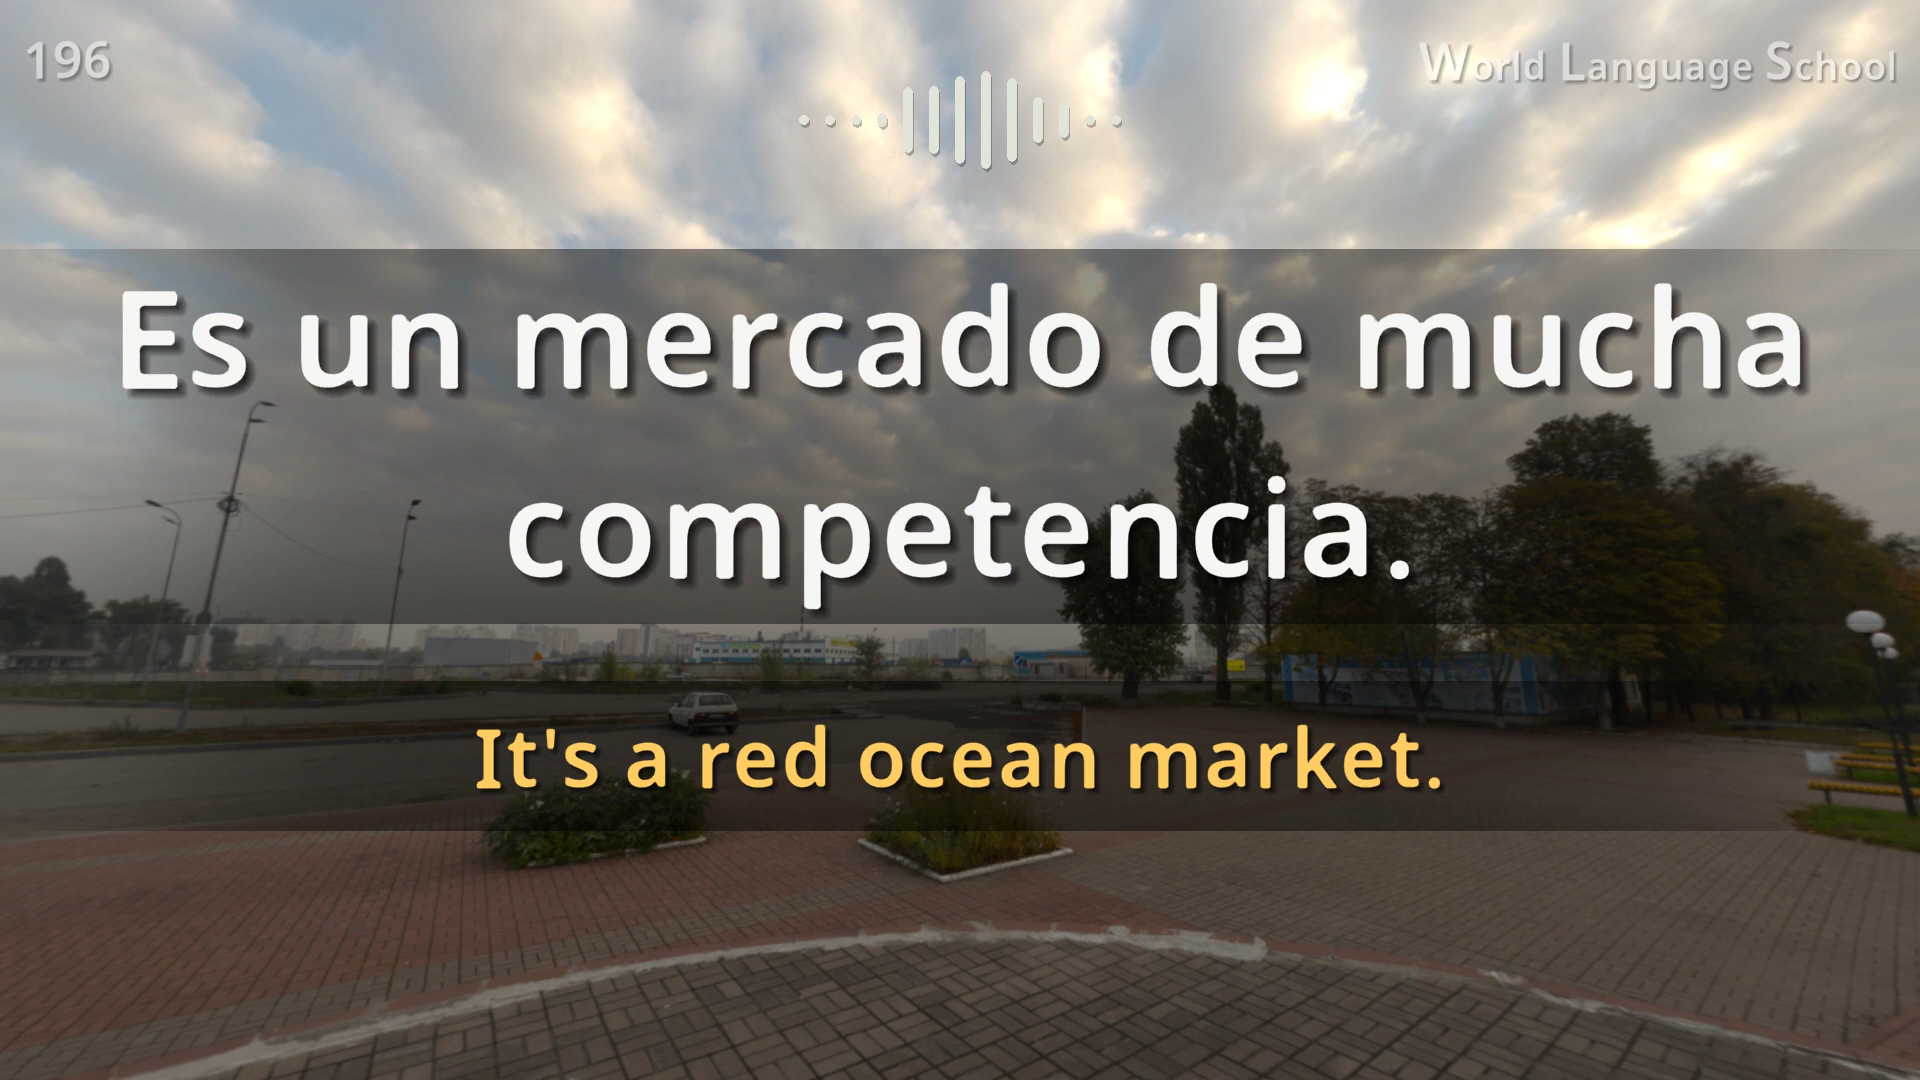 196
World Language School
Es un mercado de mucha
competencia.
It's a red ocean market.